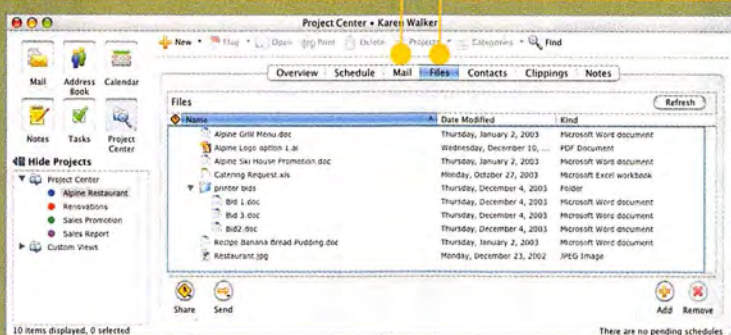 Project Center • Karen Walker
New Flag Open Print Delete Projects Categories Find
Mail Address Book Calendar
Notes Tasks Project Center
Hide Projects
Project Center
Alpine Restaurant
Renovations
Sales Promotion
Sales Report
Custom Views
Overview Schedule Mail Files Contacts Clippings Notes
Files Refresh
Name Date Modified Kind
Alpine Grill Menu.doc Thursday, January 2, 2003 Microsoft Word document
Alpine Logo option 1.ai Wednesday, December 10, ... PDF Document
Alpine Ski House Promotion.doc Thursday, January 2, 2003 Microsoft Word document
Catering Request.xls Monday, October 27, 2003 Microsoft Excel workbook
printer bids Thursday, December 4, 2003 Folder
Bid 1.doc Thursday, December 4, 2003 Microsoft Word document
Bid 3.doc Thursday, December 4, 2003 Microsoft Word document
Bid2.doc Thursday, December 4, 2003 Microsoft Word document
Recipe Banana Bread Pudding.doc Thursday, January 2, 2003 Microsoft Word document
Restaurant.jpg Monday, December 23, 2002 JPEG Image
Share Send Add Remove
10 items displayed, 0 selected There are no pending schedules